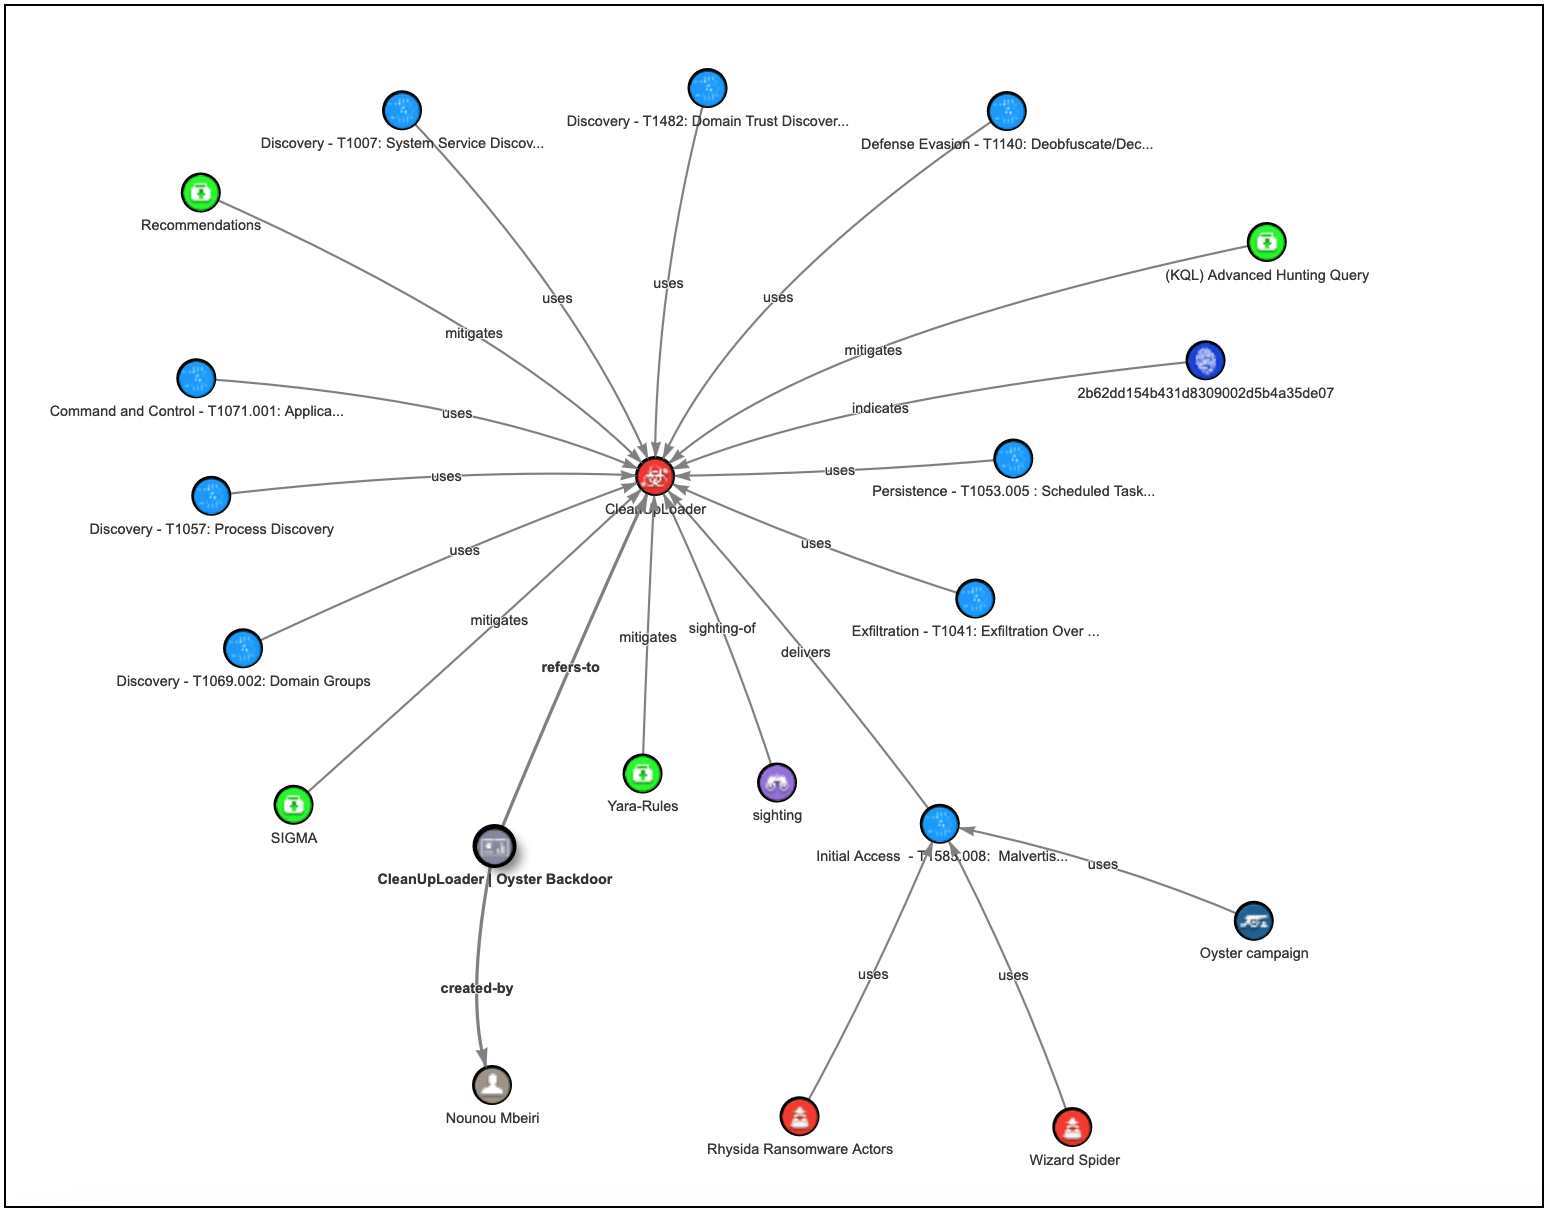 Discovery - T1482: Domain Trust Discover...
Discovery - T1007: System Service Discov...
Defense Evasion - T1140: Deobfuscate/Dec...
Recommendations
(KQL) Advanced Hunting Query
uses
uses
uses
mitigates
mitigates
2b62dd154b431d8309002d5b4a35de07
indicates
Command and Control - T1071.001: Applica...
uses
uses
uses
Persistence - T1053.005 : Scheduled Task...
CleanUpLoader
Discovery - T1057: Process Discovery
uses
uses
mitigates
sighting-of
Exfiltration - T1041: Exfiltration Over ...
mitigates
delivers
refers-to
Discovery - T1069.002: Domain Groups
Yara-Rules
sighting
SIGMA
Initial Access - T1583.008: Malvertis...
uses
CleanUpLoader | Oyster Backdoor
Oyster campaign
uses
uses
created-by
Nounou Mbeiri
Rhysida Ransomware Actors
Wizard Spider